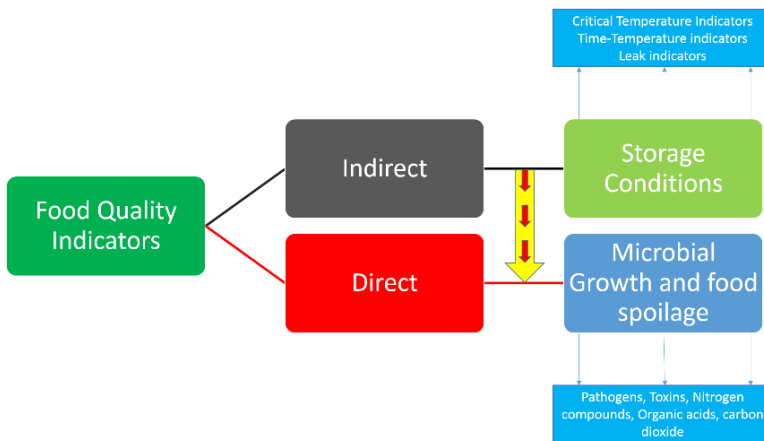 Critical Temperature Indicators
Time-Temperature indicators
Leak indicators
Indirect
Storage
Conditions
Food Quality
Indicators
Direct
Microbial
Growth and food
spoilage
Pathogens, Toxins, Nitrogen
compounds, Organic acids, carbon
dioxide